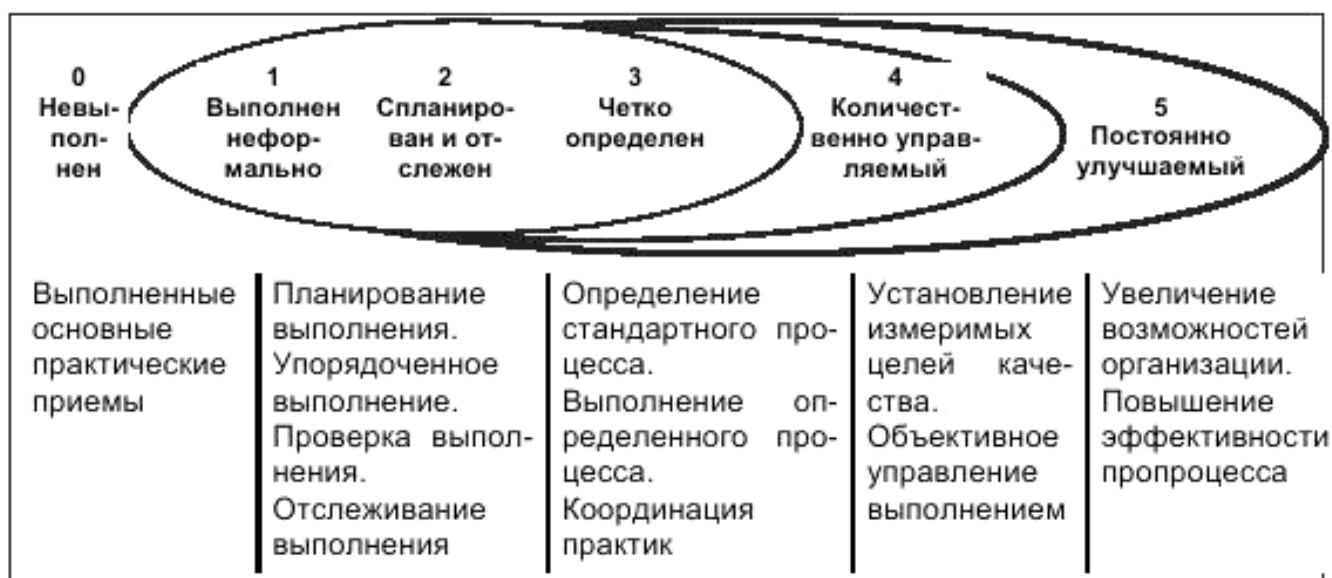 0
Невы-
пол-
нен
1
Выполнен
нефор-
мально
2
Спланиро-
ван и от-
слежен
3
Четко
определен
4
Количест-
венно управ-
ляемый
5
Постоянно
улучшаемый
Выполненные
основные
практические
приемы
Планирование
выполнения.
Упорядоченное
выполнение.
Проверка выпол-
нения.
Отслеживание
выполнения
Определение
стандартного про-
цесса.
Выполнение оп-
ределенного про-
цесса.
Координация
практик
Установление
измеримых
целей каче-
ства.
Объективное
управление
выполнением
Увеличение
возможностей
организации.
Повышение
эффективности
пропроцесса